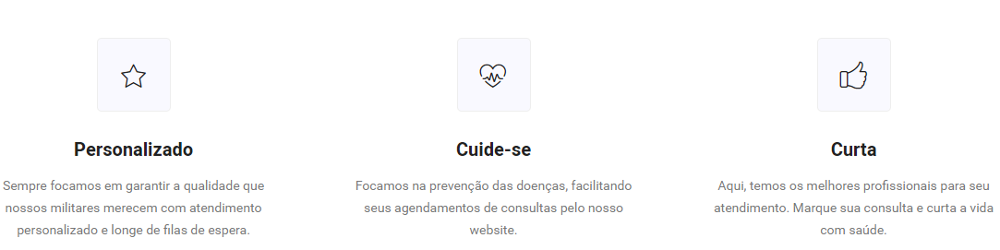 Personalizado
Sempre focamos em garantir a qualidade que
nossos militares merecem com atendimento
personalizado e longe de filas de espera.
Cuide-se
Focamos na prevenção das doenças, facilitando
seus agendamentos de consultas pelo nosso
website.
Curta
Aqui, temos os melhores profissionais para seu
atendimento. Marque sua consulta e curta a vida
com saúde.